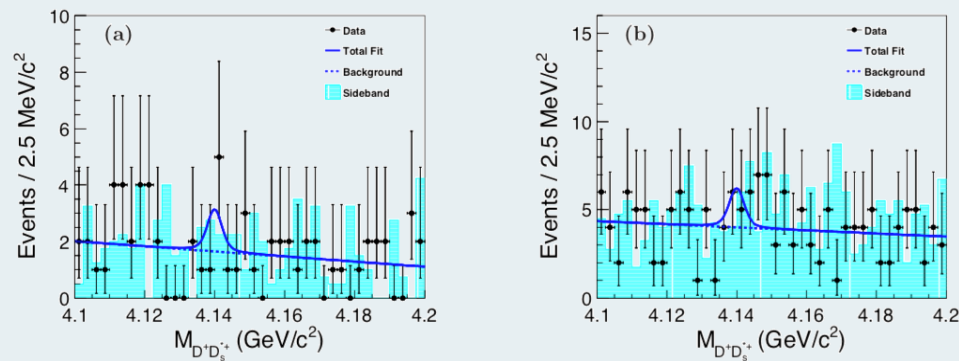 10
8
6
4
2
0
Events / 2.5 MeV/c²
(a)
Data
Total Fit
Background
Sideband
4.1 4.12 4.14 4.16 4.18 4.2
M_{D⁺D_s^{*+}} (GeV/c²)
15
10
5
0
Events / 2.5 MeV/c²
(b)
Data
Total Fit
Background
Sideband
4.1 4.12 4.14 4.16 4.18 4.2
M_{D⁺D_s^{*+}} (GeV/c²)